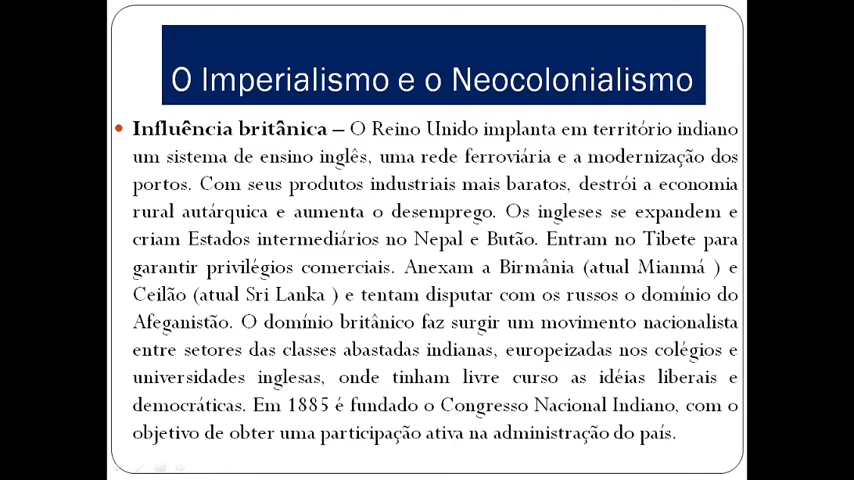 O Imperialismo e o Neocolonialismo
• Influência britânica – O Reino Unido implanta em território indiano
um sistema de ensino inglês, uma rede ferroviária e a modernização dos
portos. Com seus produtos industriais mais baratos, destrói a economia
rural autárquica e aumenta o desemprego. Os ingleses se expandem e
criam Estados intermediários no Nepal e Butão. Entram no Tibete para
garantir privilégios comerciais. Anexam a Birmânia (atual Mianmá ) e
Ceilão (atual Sri Lanka ) e tentam disputar com os russos o domínio do
Afeganistão. O domínio britânico faz surgir um movimento nacionalista
entre setores das classes abastadas indianas, europeizadas nos colégios e
universidades inglesas, onde tinham livre curso as idéias liberais e
democráticas. Em 1885 é fundado o Congresso Nacional Indiano, com o
objetivo de obter uma participação ativa na administração do país.